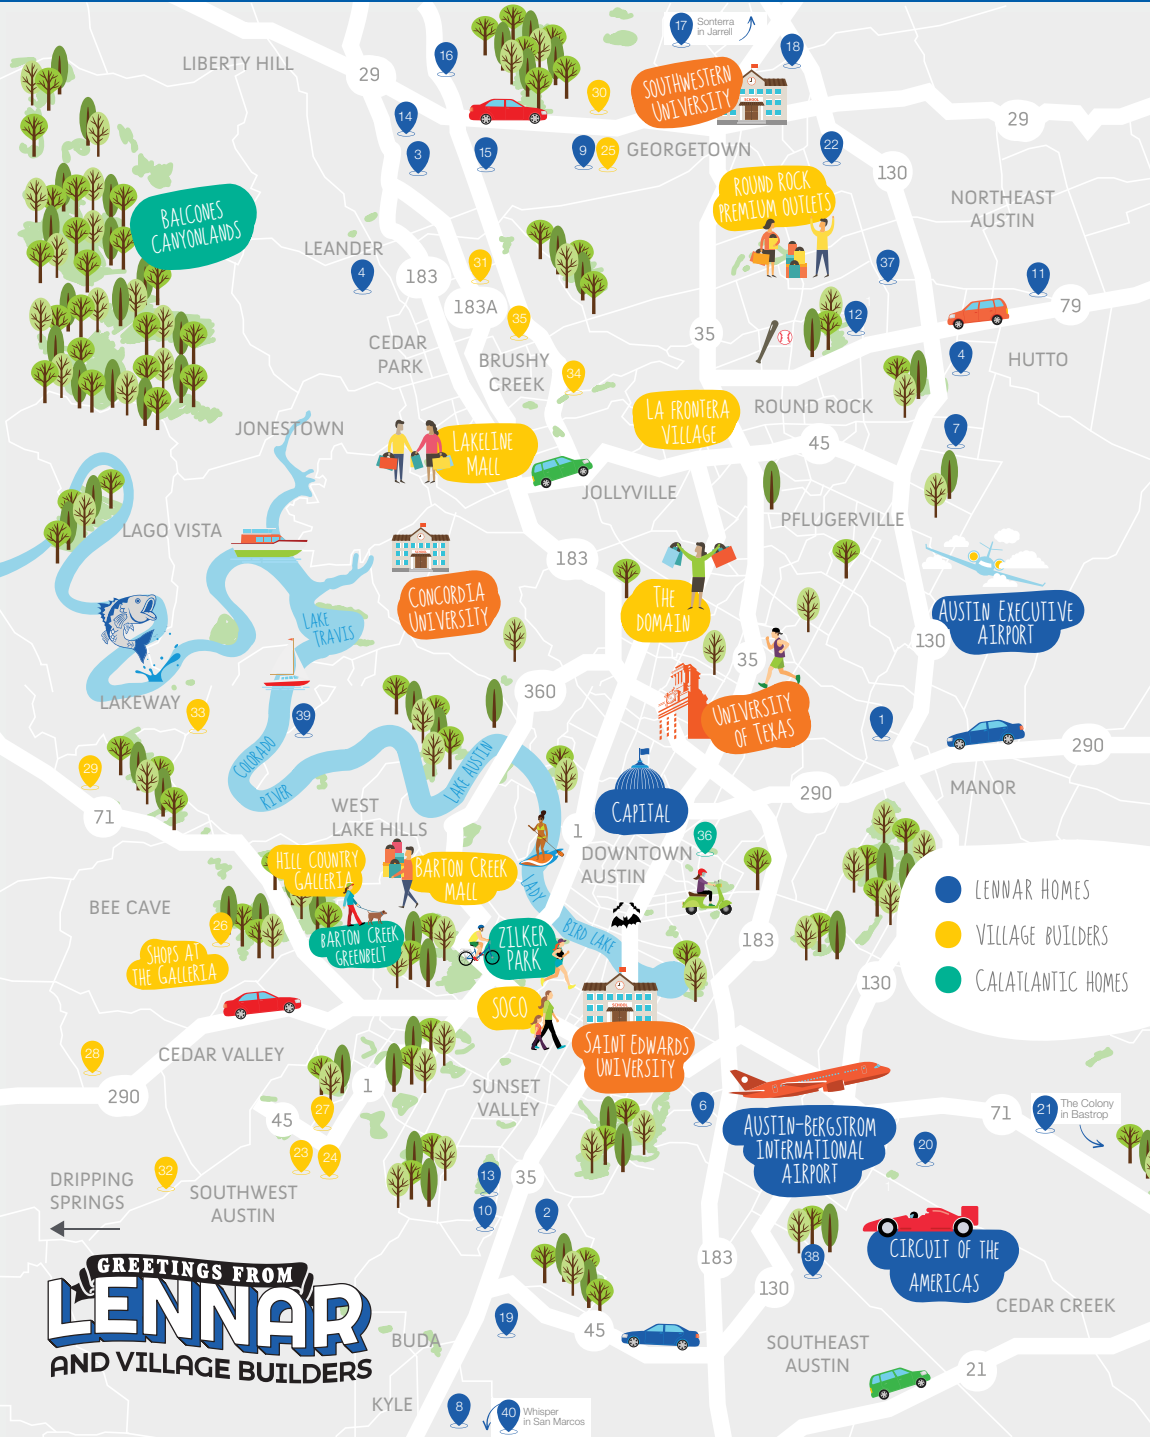 17
Sonterra
in Jarrell
18
16
LIBERTY HILL
29
30
SOUTHWESTERN
UNIVERSITY
SCHOOL
14
29
3
15
9
25
GEORGETOWN
22
130
ROUND ROCK
PREMIUM OUTLETS
NORTHEAST
AUSTIN
BALCONES
CANYONLANDS
LEANDER
4
183
31
37
11
183A
79
35
12
35
CEDAR
PARK
BRUSHY
CREEK
34
4
HUTTO
LA FRONTERA
VILLAGE
ROUND ROCK
JONESTOWN
LAKELINE
MALL
45
7
JOLLYVILLE
LAGO VISTA
PFLUGERVILLE
183
CONCORDIA
UNIVERSITY
THE
DOMAIN
AUSTIN EXECUTIVE
AIRPORT
LAKE
TRAVIS
130
35
360
LAKEWAY
33
39
UNIVERSITY
OF TEXAS
1
290
COLORADO
RIVER
LAKE AUSTIN
29
71
WEST
LAKE HILLS
CAPITAL
290
MANOR
1
36
DOWNTOWN
AUSTIN
HILL COUNTRY
GALLERIA
BARTON CREEK
MALL
LADY
BIRD LAKE
LENNAR HOMES
VILLAGE BUILDERS
CALATLANTIC HOMES
BEE CAVE
26
SHOPS AT
THE GALLERIA
BARTON CREEK
GREENBELT
ZILKER
PARK
183
130
SOCO
SCHOOL
SAINT EDWARDS
UNIVERSITY
28
CEDAR VALLEY
290
1
SUNSET
VALLEY
45
27
23
24
6
AUSTIN-BERGSTROM
INTERNATIONAL
AIRPORT
71
21
The Colony
in Bastrop
20
DRIPPING
SPRINGS
32
SOUTHWEST
AUSTIN
13
35
10
2
183
38
130
CIRCUIT OF THE
AMERICAS
CEDAR CREEK
GREETINGS FROM
LENNAR
AND VILLAGE BUILDERS
19
45
BUDA
SOUTHEAST
AUSTIN
21
KYLE
8
40
Whisper
in San Marcos